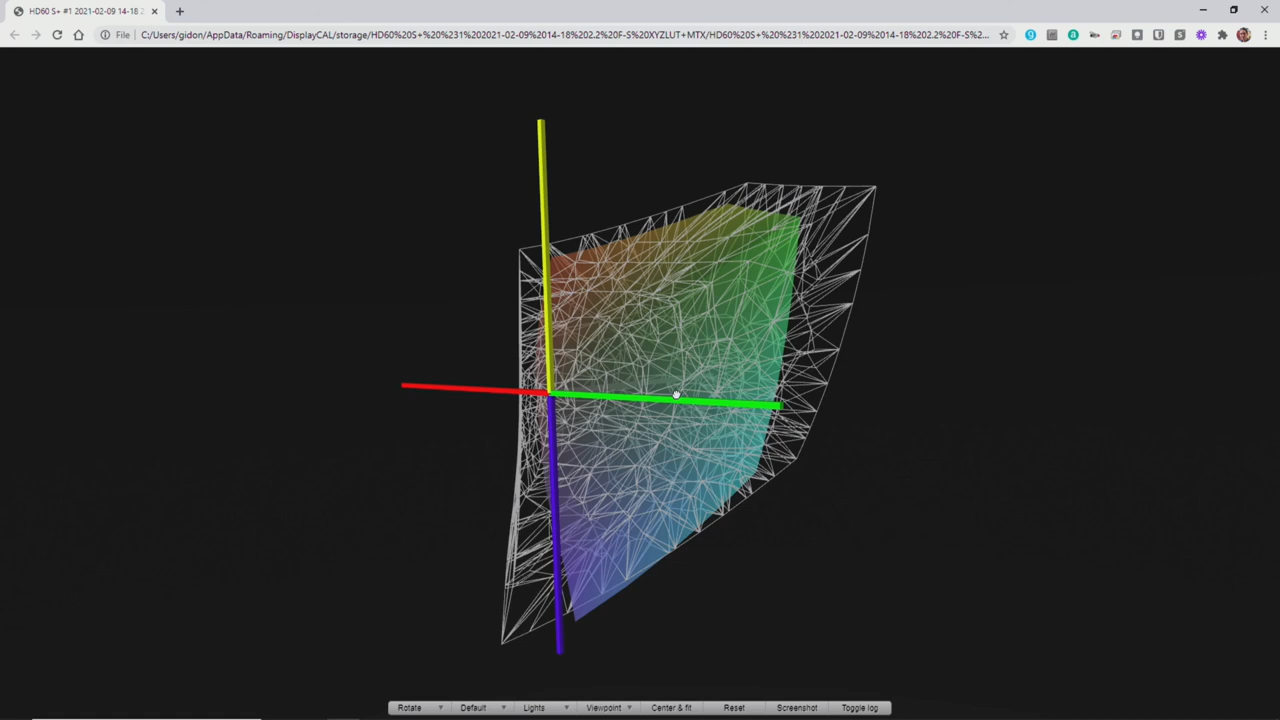 HD60 S+ #1 2021-02-09 14-18 2
File
C:/Users/gidon/AppData/Roaming/DisplayCAL/storage/HD60%20S+%20%231%202021-02-09%2014-18%202.2%20F-S%20XYZLUT+MTX/HD60%20S+%20%231%202021-02-09%2014-18%202.2%20F-S%2...
Rotate
Default
Lights
Viewpoint
Center & fit
Reset
Screenshot
Toggle log